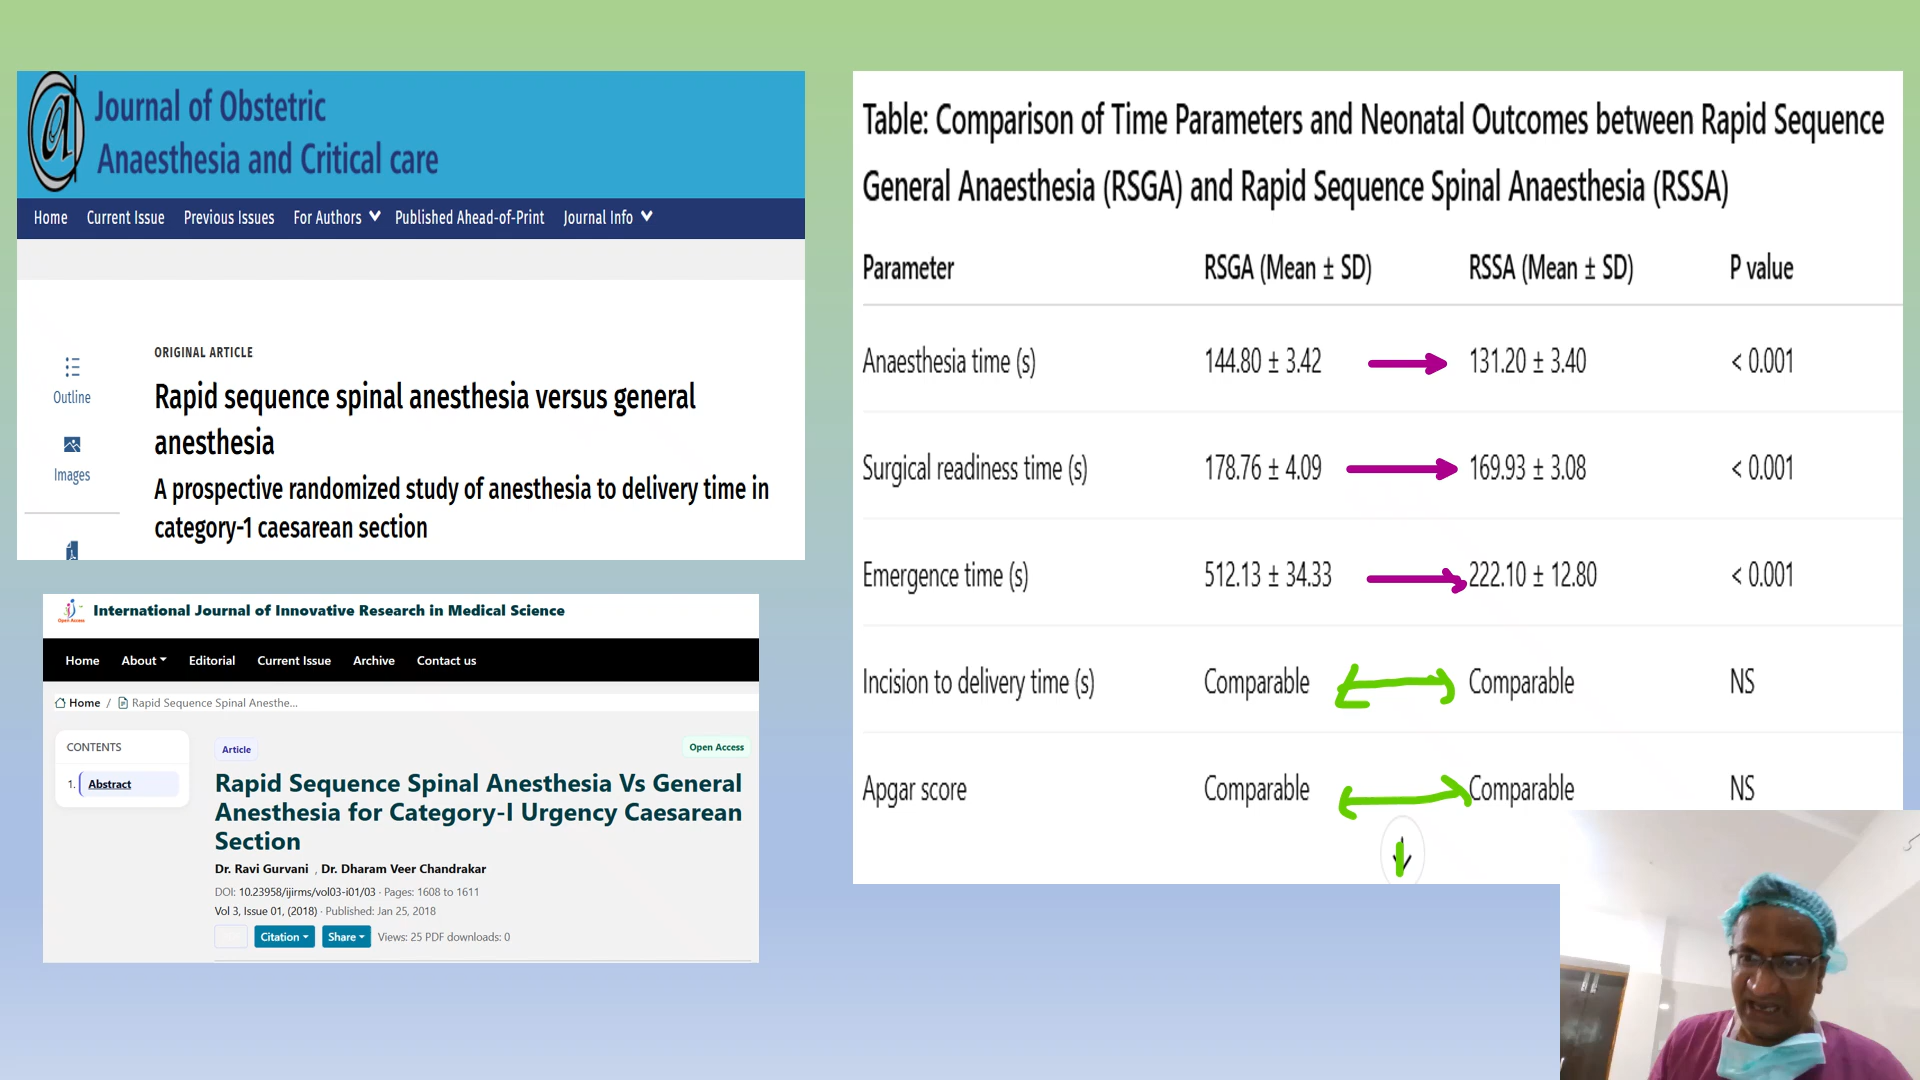 Journal of Obstetric
Anaesthesia and Critical care
Home Current Issue Previous Issues For Authors Published Ahead-of-Print Journal Info
ORIGINAL ARTICLE
Outline
Images
Rapid sequence spinal anesthesia versus general
anesthesia
A prospective randomized study of anesthesia to delivery time in
category-1 caesarean section
International Journal of Innovative Research in Medical Science
Open Access
Home About Editorial Current Issue Archive Contact us
Home / Rapid Sequence Spinal Anesthe...
CONTENTS
1. Abstract
Article
Open Access
Rapid Sequence Spinal Anesthesia Vs General
Anesthesia for Category-I Urgency Caesarean
Section
Dr. Ravi Gurvani , Dr. Dharam Veer Chandrakar
DOI: 10.23958/ijirms/vol03-i01/03 · Pages: 1608 to 1611
Vol 3, Issue 01, (2018) · Published: Jan 25, 2018
Citation Share Views: 25 PDF downloads: 0
Table: Comparison of Time Parameters and Neonatal Outcomes between Rapid Sequence
General Anaesthesia (RSGA) and Rapid Sequence Spinal Anaesthesia (RSSA)
Parameter RSGA (Mean ± SD) RSSA (Mean ± SD) P value
Anaesthesia time (s) 144.80 ± 3.42 131.20 ± 3.40 < 0.001
Surgical readiness time (s) 178.76 ± 4.09 169.93 ± 3.08 < 0.001
Emergence time (s) 512.13 ± 34.33 222.10 ± 12.80 < 0.001
Incision to delivery time (s) Comparable Comparable NS
Apgar score Comparable Comparable NS